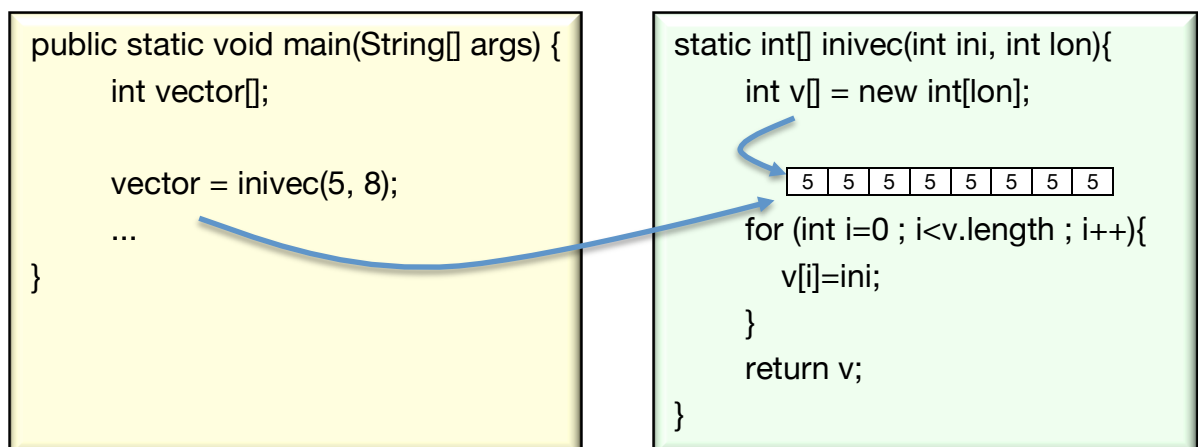 public static void main(String[] args) {
int vector[];
vector = inivec(5, 8);
...
}
static int[] inivec(int ini, int lon){
int v[] = new int[lon];
5 5 5 5 5 5 5 5
for (int i=0 ; i<v.length ; i++){
v[i]=ini;
}
return v;
}